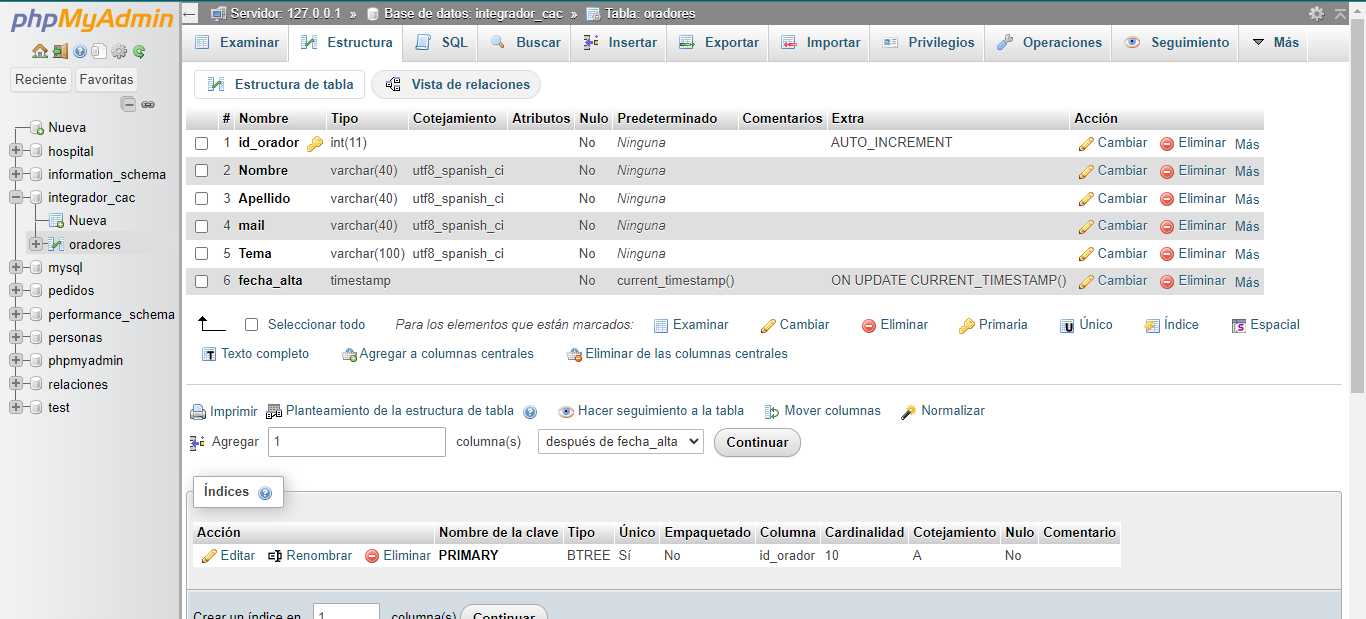 phpMyAdmin
Reciente Favoritas
Nueva
hospital
information_schema
integrador_cac
Nueva
oradores
mysql
pedidos
performance_schema
personas
phpmyadmin
relaciones
test
Servidor: 127.0.0.1 » Base de datos: integrador_cac » Tabla: oradores
Examinar Estructura SQL Buscar Insertar Exportar Importar Privilegios Operaciones Seguimiento Más
Estructura de tabla Vista de relaciones
# Nombre Tipo Cotejamiento Atributos Nulo Predeterminado Comentarios Extra Acción
1 id_orador int(11) No Ninguna AUTO_INCREMENT Cambiar Eliminar Más
2 Nombre varchar(40) utf8_spanish_ci No Ninguna Cambiar Eliminar Más
3 Apellido varchar(40) utf8_spanish_ci No Ninguna Cambiar Eliminar Más
4 mail varchar(40) utf8_spanish_ci No Ninguna Cambiar Eliminar Más
5 Tema varchar(100) utf8_spanish_ci No Ninguna Cambiar Eliminar Más
6 fecha_alta timestamp No current_timestamp() ON UPDATE CURRENT_TIMESTAMP() Cambiar Eliminar Más
Seleccionar todo Para los elementos que están marcados: Examinar Cambiar Eliminar Primaria Único Índice Espacial
Texto completo Agregar a columnas centrales Eliminar de las columnas centrales
Imprimir Planteamiento de la estructura de tabla Hacer seguimiento a la tabla Mover columnas Normalizar
Agregar 1 columna(s) después de fecha_alta Continuar
Índices
Acción Nombre de la clave Tipo Único Empaquetado Columna Cardinalidad Cotejamiento Nulo Comentario
Editar Renombrar Eliminar PRIMARY BTREE Sí No id_orador 10 A No
Crear un índice en 1 columna(s) Continuar